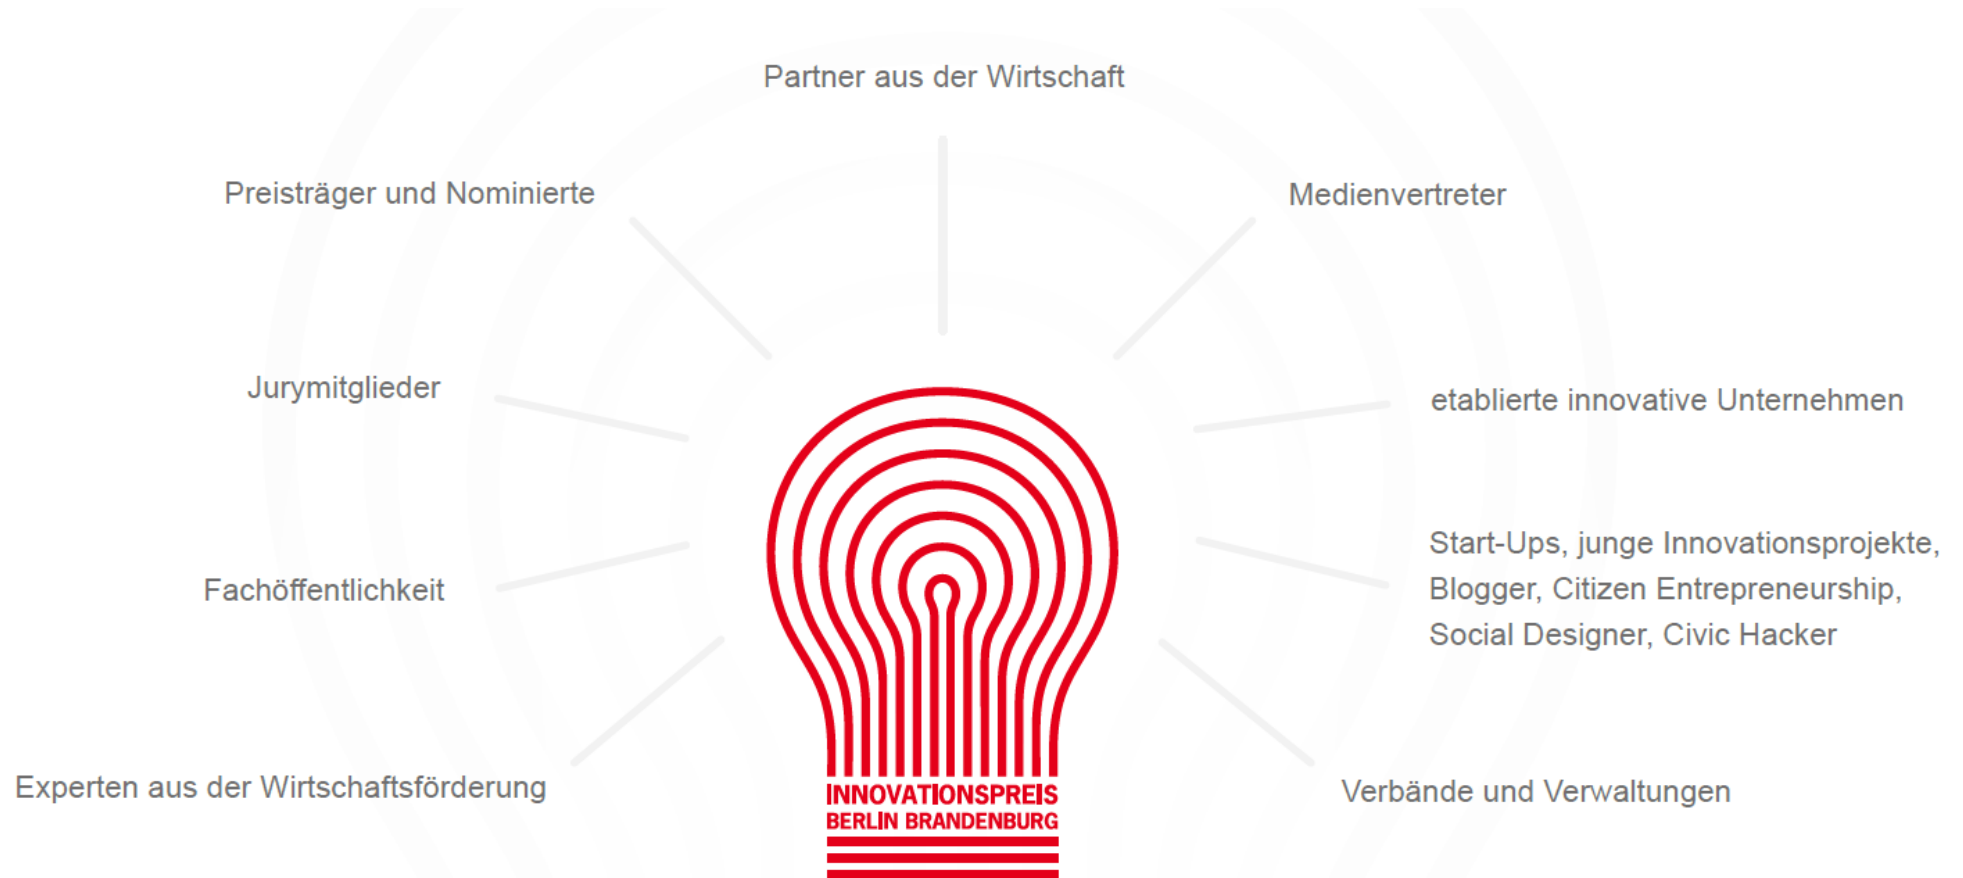 Partner aus der Wirtschaft
Preisträger und Nominierte
Medienvertreter
Jurymitglieder
etablierte innovative Unternehmen
Fachöffentlichkeit
Start-Ups, junge Innovationsprojekte,
Blogger, Citizen Entrepreneurship,
Social Designer, Civic Hacker
Experten aus der Wirtschaftsförderung
Verbände und Verwaltungen
INNOVATIONSPREIS
BERLIN BRANDENBURG